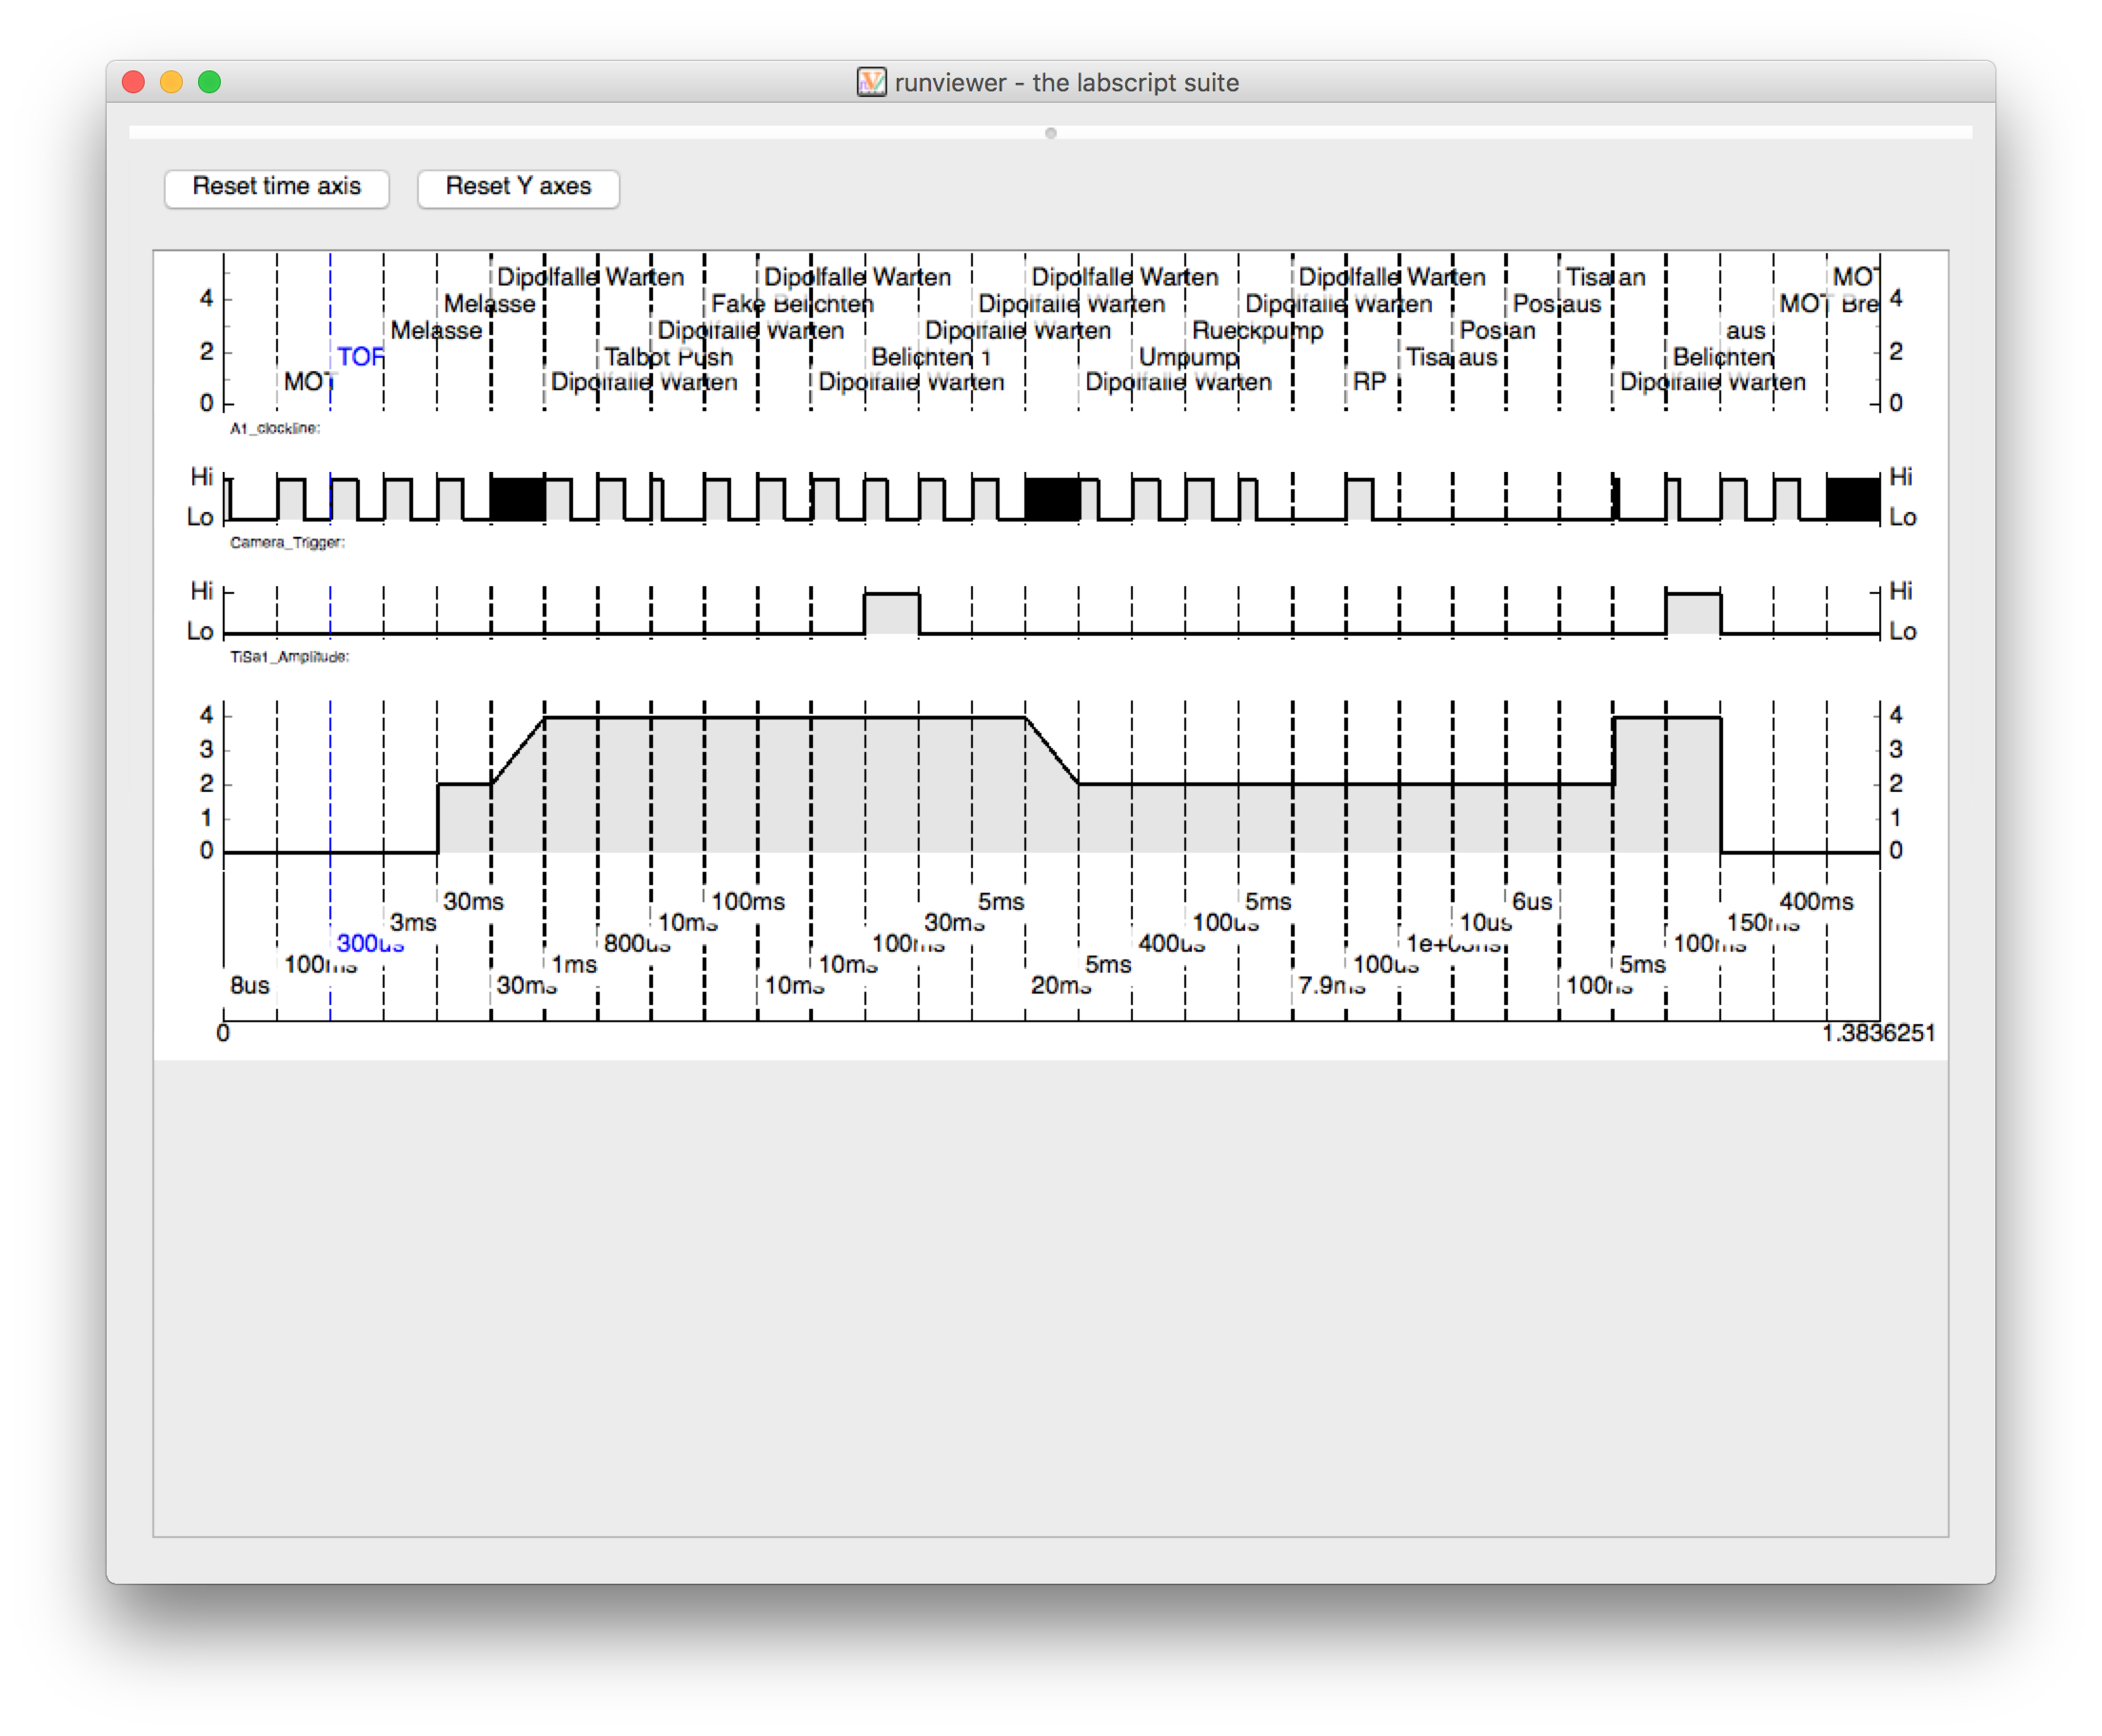 runviewer - the labscript suite
Reset time axis Reset Y axes
Dipolfalle Warten Dipolfalle Warten Dipolfalle Warten Dipolfalle Warten Tisa an MOT
4 Melasse Fake Belichten Dipolfalle Warten Dipolfalle Warten Pos aus MOT Bre 4
Melasse Dipolfalle Warten Dipolfalle Warten Rueckpump Pos an aus
2 TOF Talbot Push Belichten 1 Umpump Tisa aus Belichten 2
MOT Dipolfalle Warten Dipolfalle Warten Dipolfalle Warten RP Dipolfalle Warten
0 0
A1_clockline:
Hi Hi
Lo Lo
Camera_Trigger:
Hi Hi
Lo Lo
TiSa1_Amplitude:
4 4
3 3
2 2
1 1
0 0
30ms 100ms 5ms 5ms 6us 400ms
3ms 10ms 30ms 100us 10us 150ms
300us 800us 100ms 400us 100ms
100ms 1ms 10ms 5ms 100us 5ms
8us 30ms 10ms 20ms 7.9ms 100ns
0 1.3836251